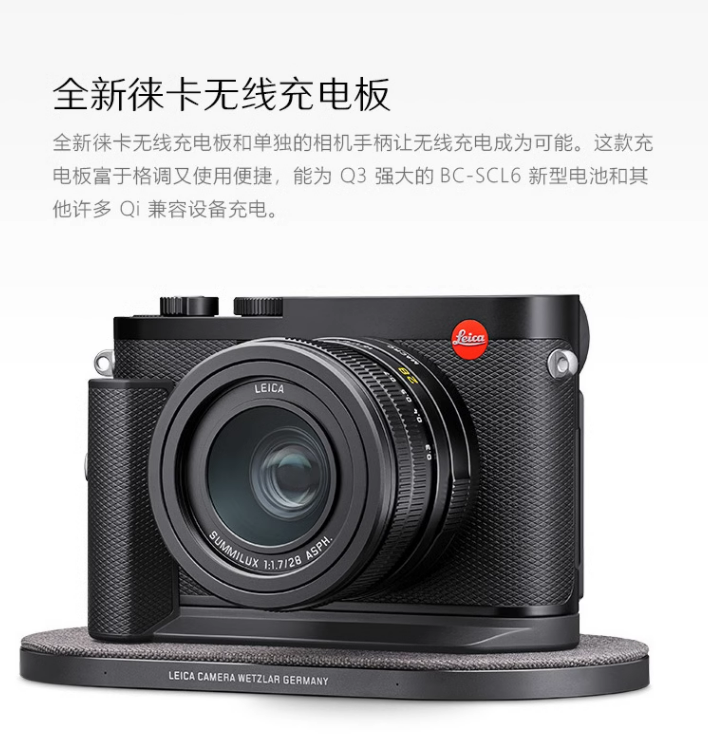 全新徕卡无线充电板
全新徕卡无线充电板和单独的相机手柄让无线充电成为可能。这款充
电板富于格调又使用便捷，能为 Q3 强大的 BC-SCL6 新型电池和其
他许多 Qi 兼容设备充电。
Leica
MACRO
28
LEICA
SUMMILUX 1:1.7/28 ASPH.
LEICA CAMERA WETZLAR GERMANY